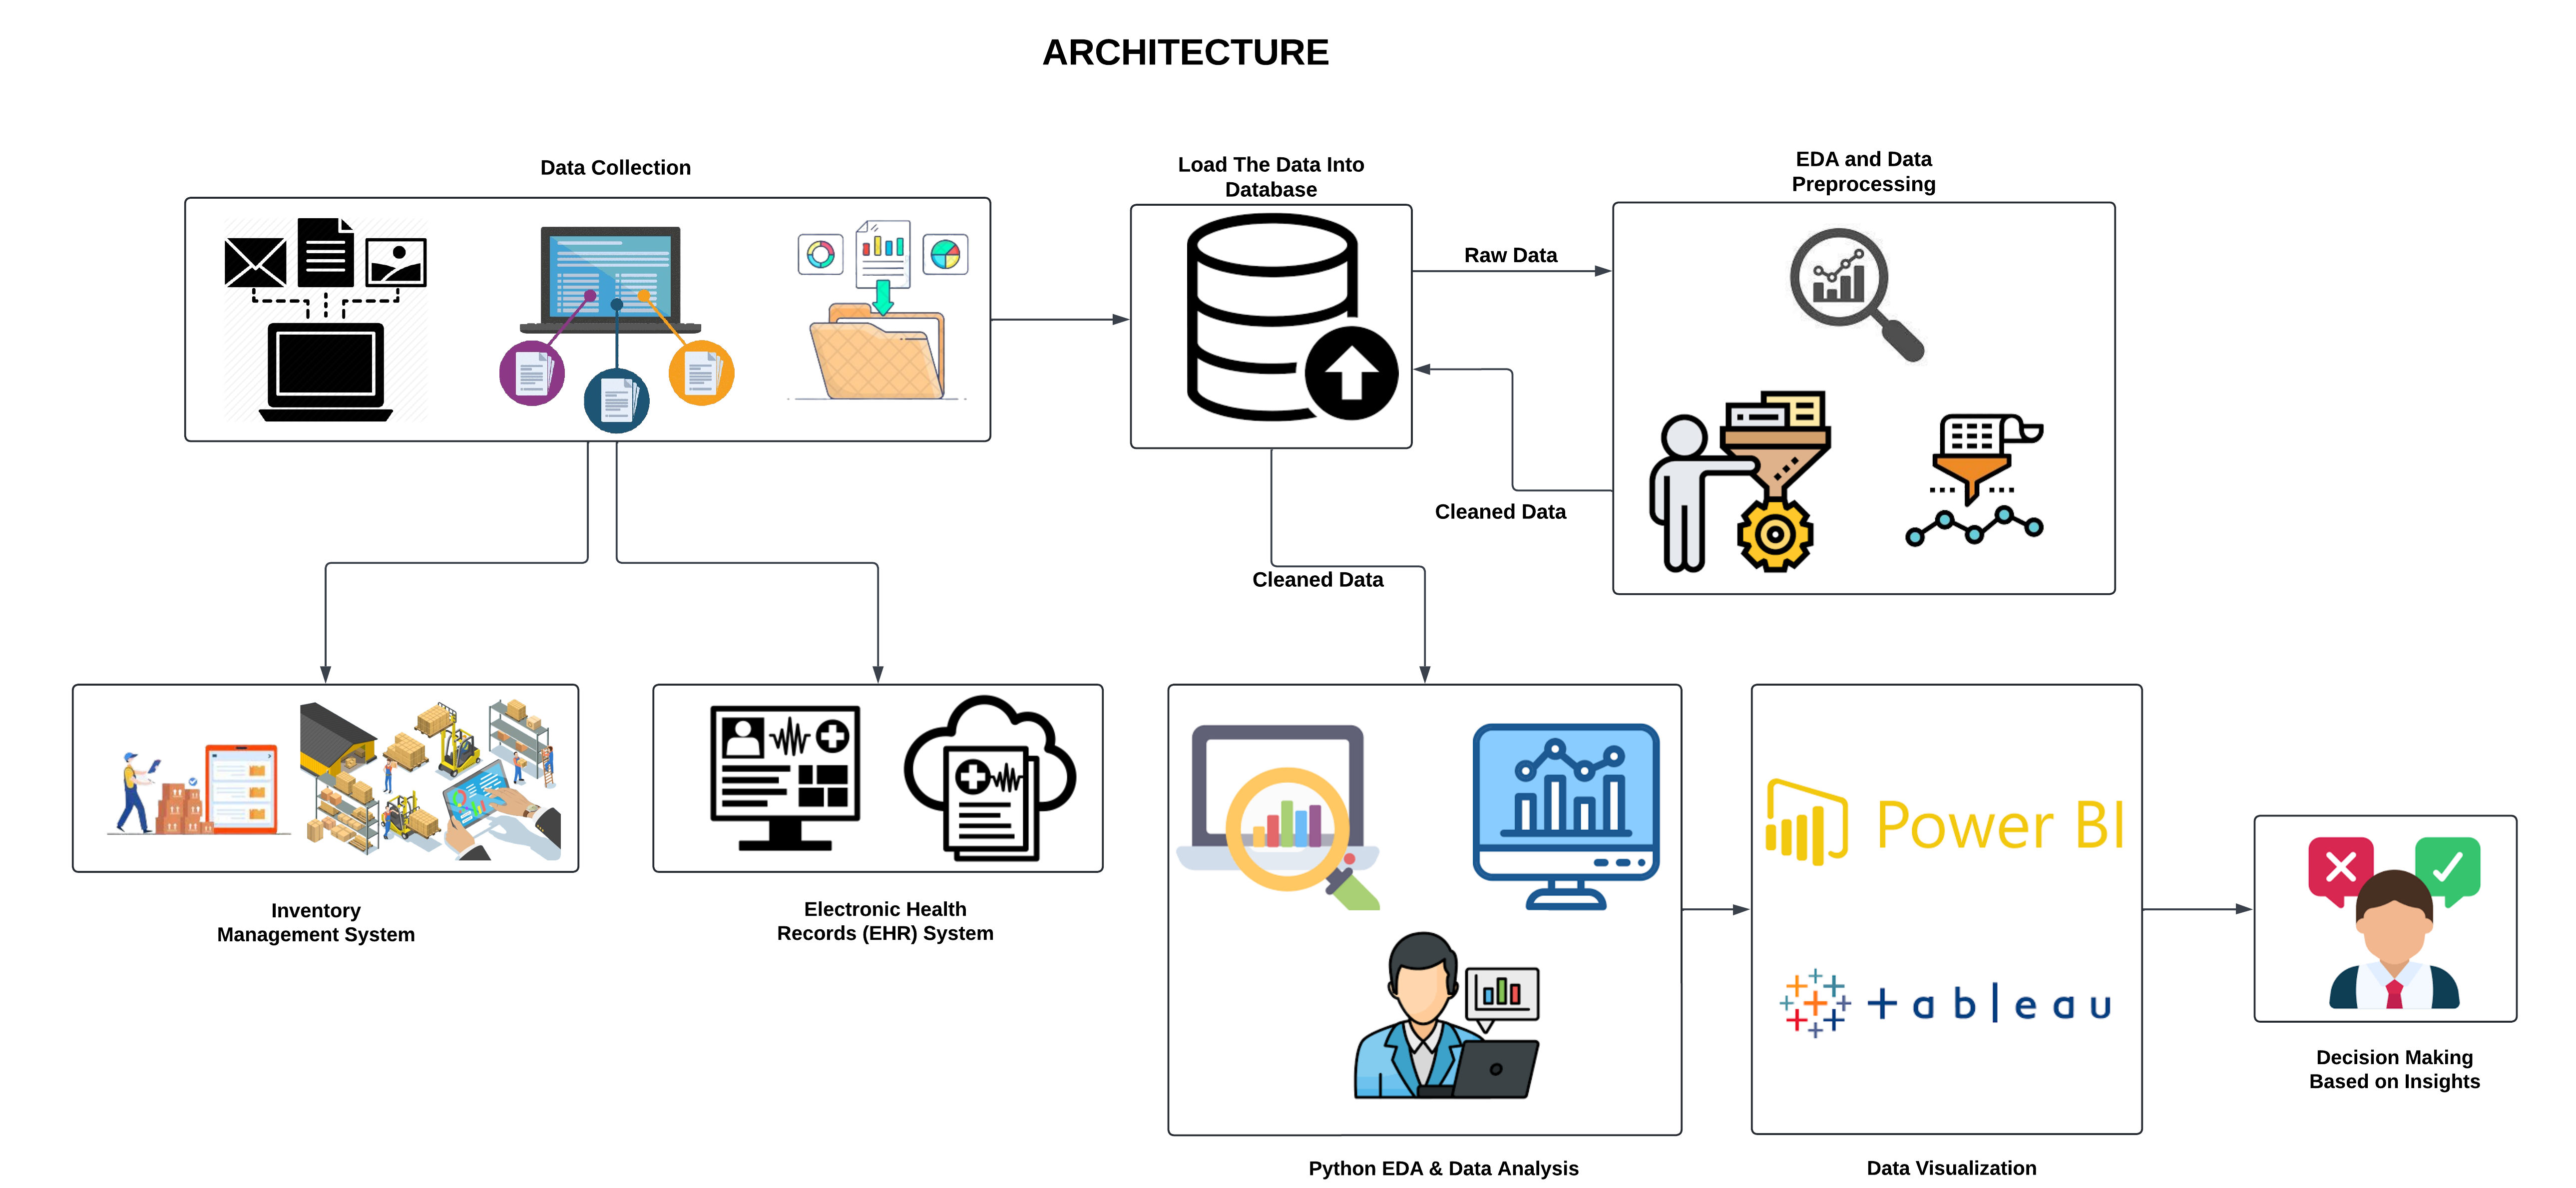 ARCHITECTURE
Data Collection
Load The Data Into
Database
EDA and Data
Preprocessing
Raw Data
Cleaned Data
Cleaned Data
Inventory
Management System
Electronic Health
Records (EHR) System
Power BI
+ableau
Decision Making
Based on Insights
Python EDA & Data Analysis
Data Visualization